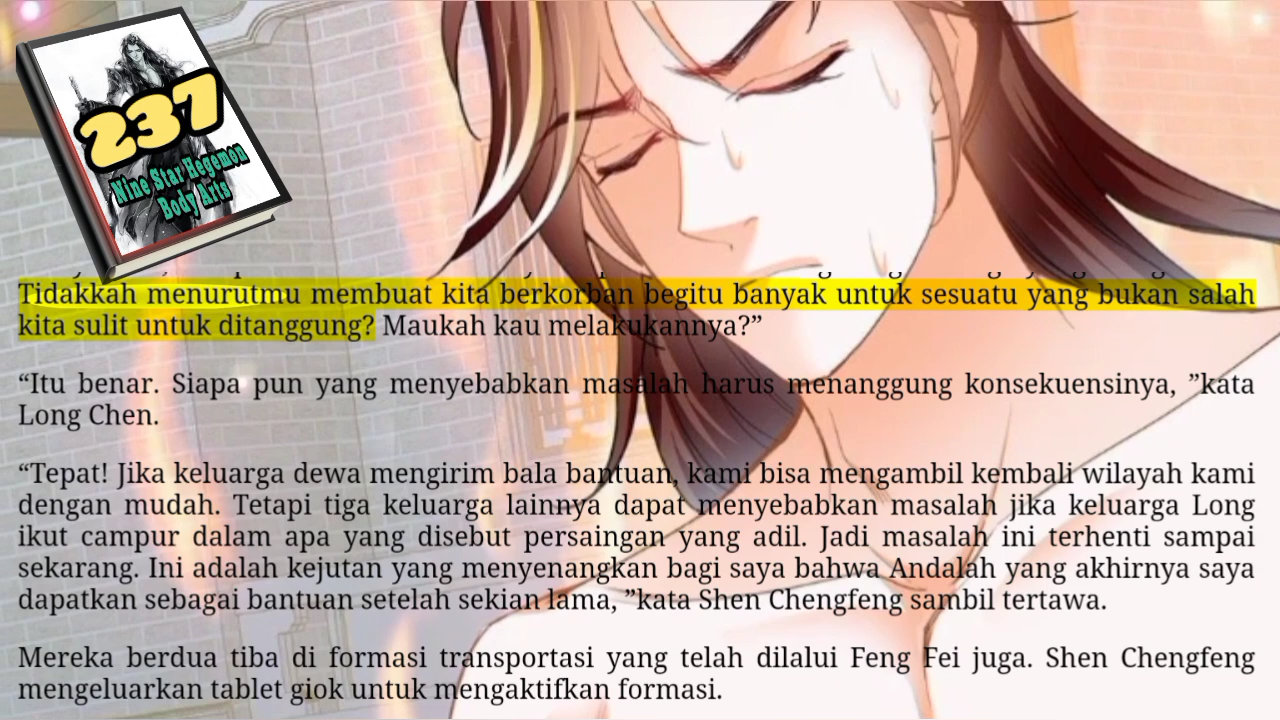 237
Nine Star Hegemon
Body Arts
Tidakkah menurutmu membuat kita berkorban begitu banyak untuk sesuatu yang bukan salah
kita sulit untuk ditanggung? Maukah kau melakukannya?”
“Itu benar. Siapa pun yang menyebabkan masalah harus menanggung konsekuensinya, ”kata
Long Chen.
“Tepat! Jika keluarga dewa mengirim bala bantuan, kami bisa mengambil kembali wilayah kami
dengan mudah. Tetapi tiga keluarga lainnya dapat menyebabkan masalah jika keluarga Long
ikut campur dalam apa yang disebut persaingan yang adil. Jadi masalah ini terhenti sampai
sekarang. Ini adalah kejutan yang menyenangkan bagi saya bahwa Andalah yang akhirnya saya
dapatkan sebagai bantuan setelah sekian lama, ”kata Shen Chengfeng sambil tertawa.
Mereka berdua tiba di formasi transportasi yang telah dilalui Feng Fei juga. Shen Chengfeng
mengeluarkan tablet giok untuk mengaktifkan formasi.